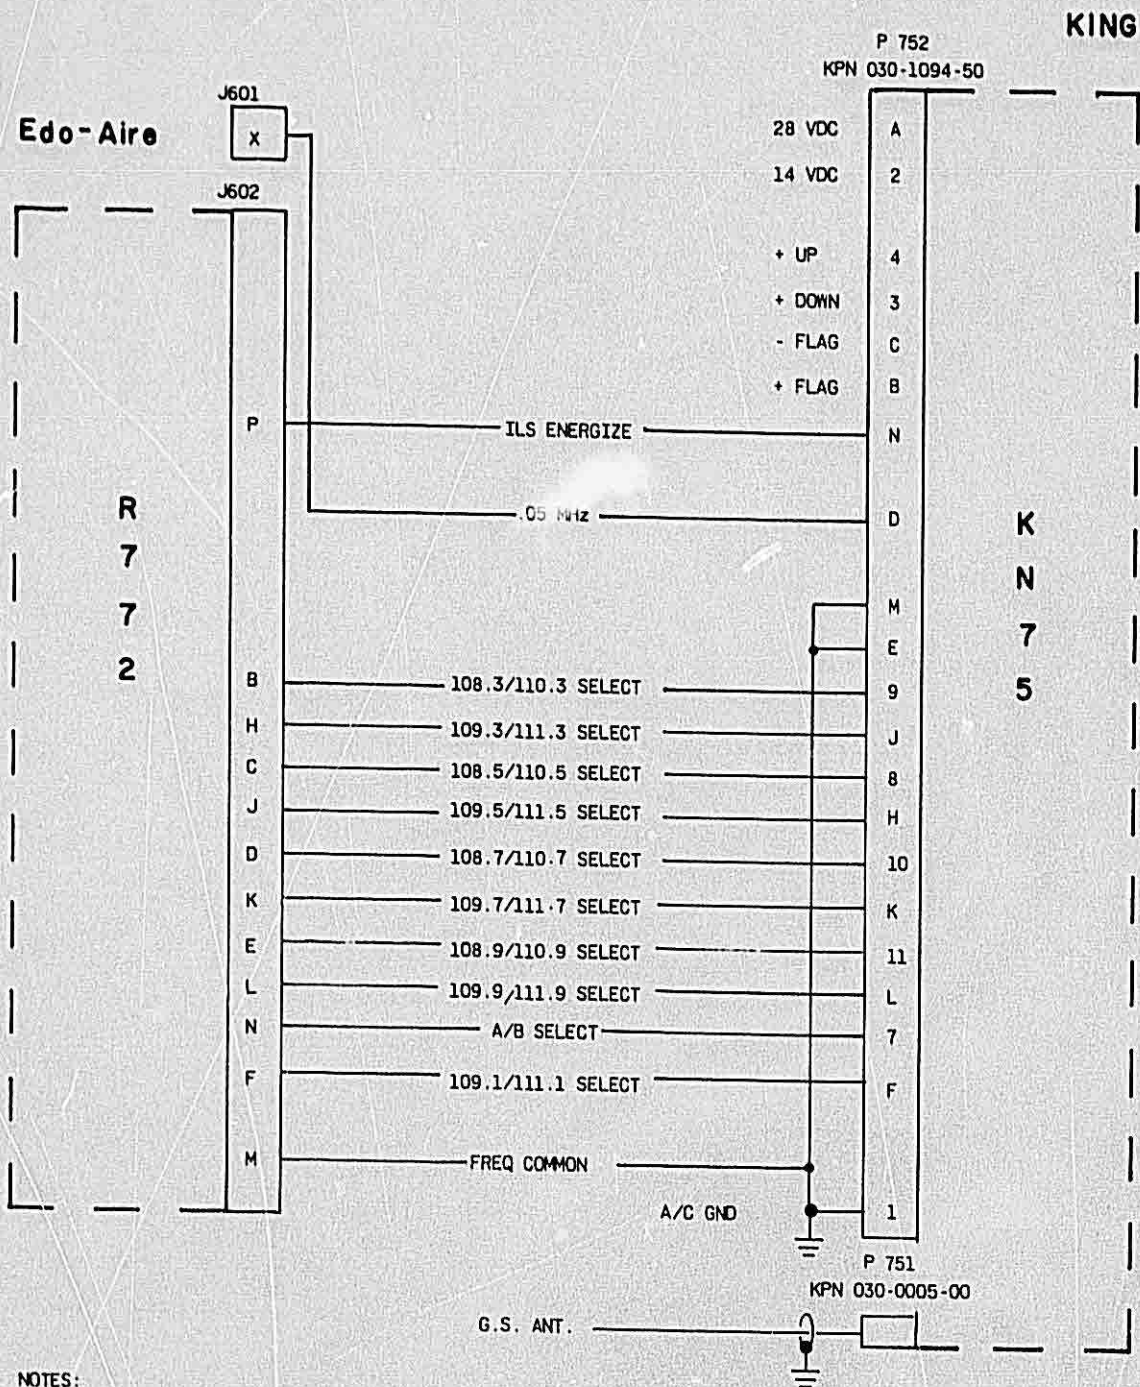 KING
P 752
KPN 030-1094-50
J601
Edo-Aire
X
28 VDC A
14 VDC 2
J602
+ UP 4
+ DOWN 3
- FLAG C
+ FLAG B
P ILS ENERGIZE N
.05 MHz D
R
7
7
2
K
N
7
5
M
E
B 108.3/110.3 SELECT 9
H 109.3/111.3 SELECT J
C 108.5/110.5 SELECT 8
J 109.5/111.5 SELECT H
D 108.7/110.7 SELECT 10
K 109.7/111.7 SELECT K
E 108.9/110.9 SELECT 11
L 109.9/111.9 SELECT L
N A/B SELECT 7
F 109.1/111.1 SELECT F
M FREQ COMMON
A/C GND 1
P 751
KPN 030-0005-00
G.S. ANT.
NOTES: